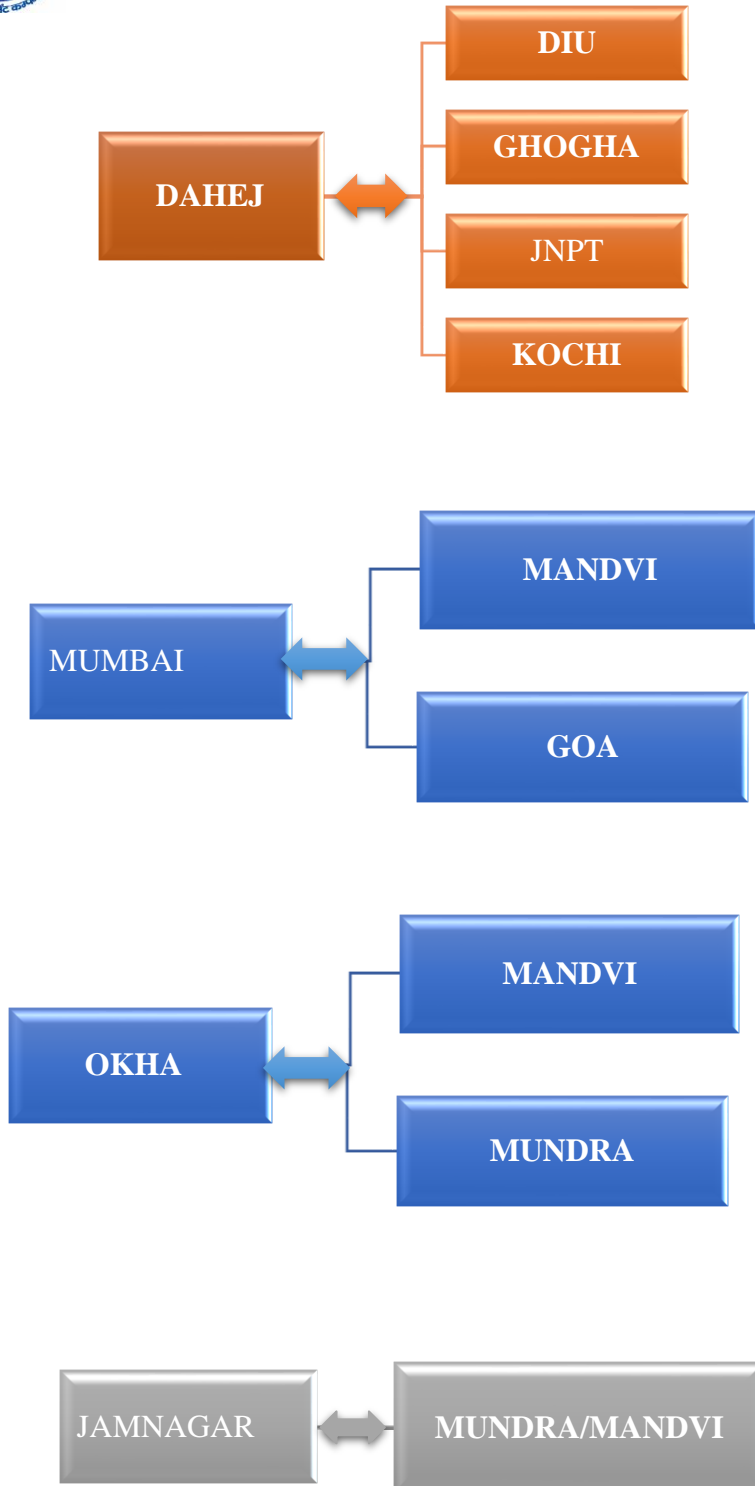 DIU
GHOGHA
DAHEJ
JNPT
KOCHI
MANDVI
MUMBAI
GOA
MANDVI
OKHA
MUNDRA
JAMNAGAR
MUNDRA/MANDVI